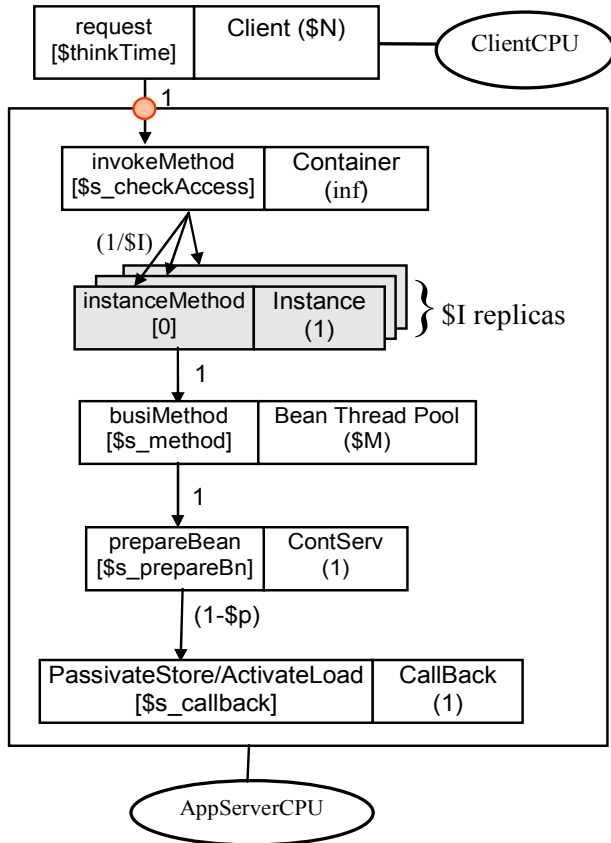 request
[$thinkTime]
Client ($N)
ClientCPU
1
invokeMethod
[$s_checkAccess]
Container
(inf)
(1/$I)
instanceMethod
[0]
Instance
(1)
} $I replicas
1
busiMethod
[$s_method]
Bean Thread Pool
($M)
1
prepareBean
[$s_prepareBn]
ContServ
(1)
(1-$p)
PassivateStore/ActivateLoad
[$s_callback]
CallBack
(1)
AppServerCPU